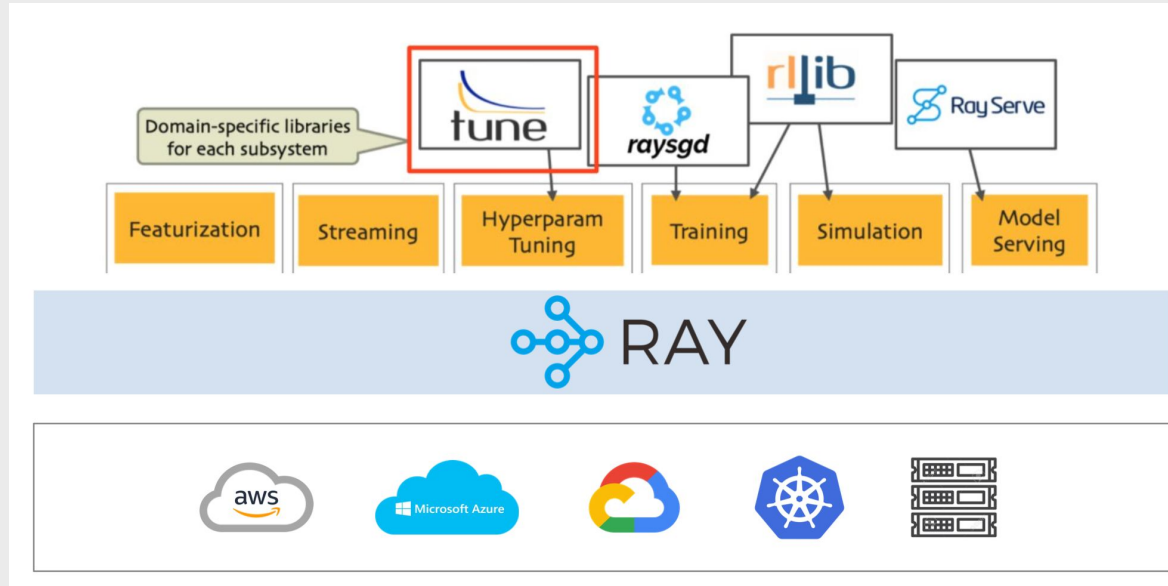 Domain-specific libraries
for each subsystem
tune
raysgd
rllib
Ray Serve
Featurization
Streaming
Hyperparam
Tuning
Training
Simulation
Model
Serving
RAY
aws
Microsoft Azure